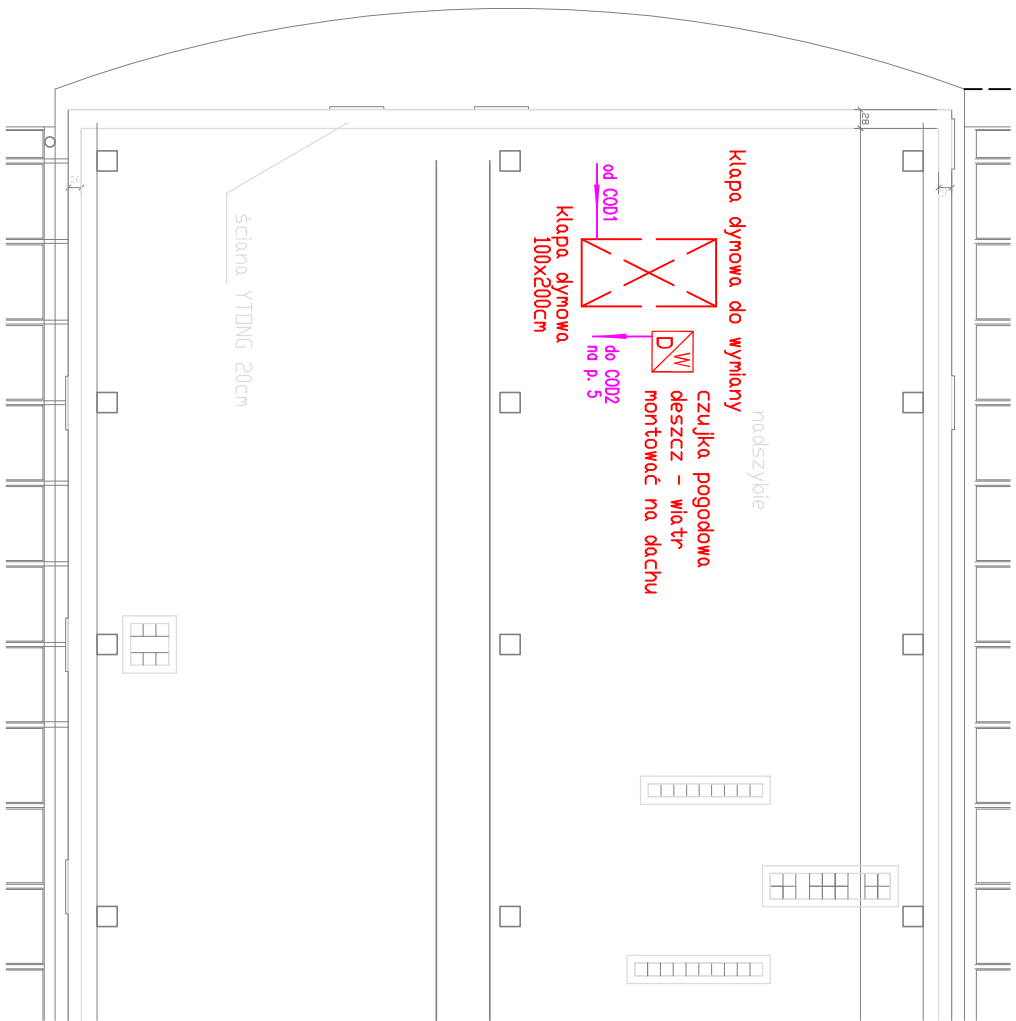 klapa dymowa do wymiany
nadszybie
czujka pogodowa
deszcz - wiatr
montować na dachu
W
D
od COD1
do COD2
na p. 5
klapa dymowa
100x200cm
ściana YTONG 20cm
28